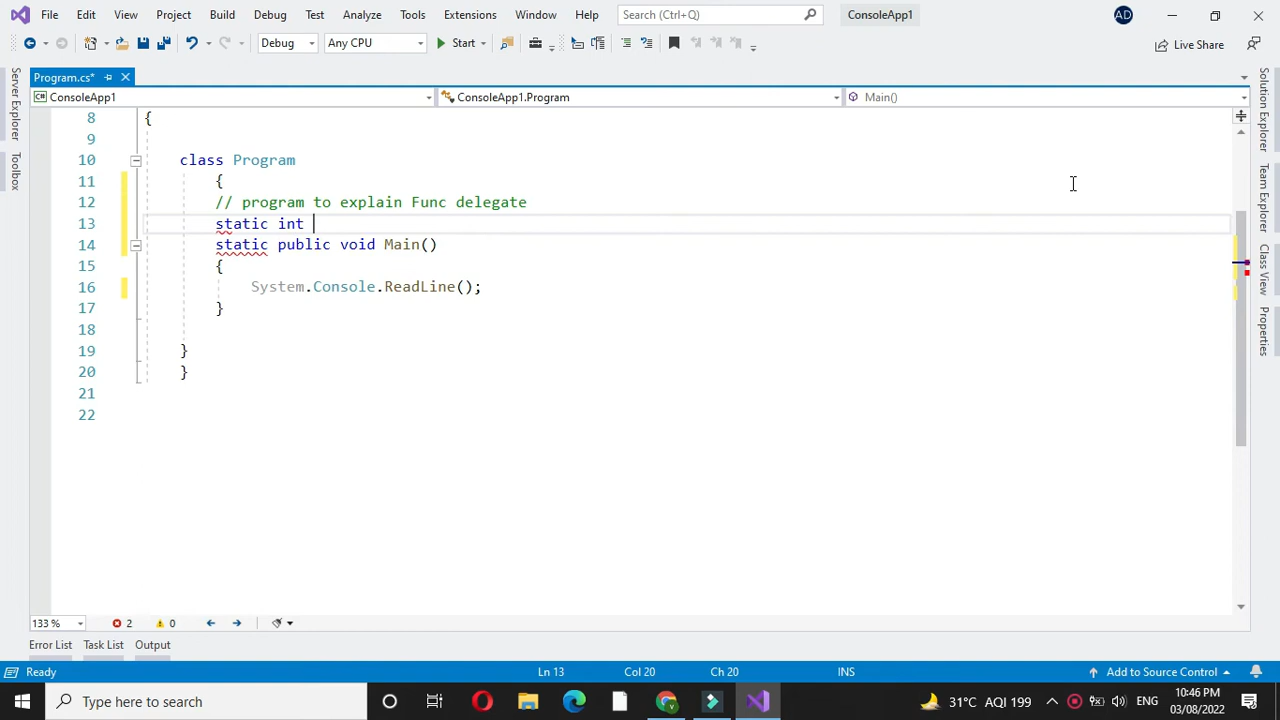 File Edit View Project Build Debug Test Analyze Tools Extensions Window Help Search (Ctrl+Q) ConsoleApp1 AD
Debug Any CPU Start Live Share
Program.cs*
ConsoleApp1 ConsoleApp1.Program Main()
Server Explorer
Toolbox
8 {
9
10 class Program
11 {
12 // program to explain Func delegate
13 static int
14 static public void Main()
15 {
16 System.Console.ReadLine();
17 }
18
19 }
20 }
21
22
Solution Explorer
Team Explorer
Class View
Properties
133 % 2 0
Error List Task List Output
Ready Ln 13 Col 20 Ch 20 INS Add to Source Control
Type here to search 31°C AQI 199 ENG 10:46 PM
03/08/2022